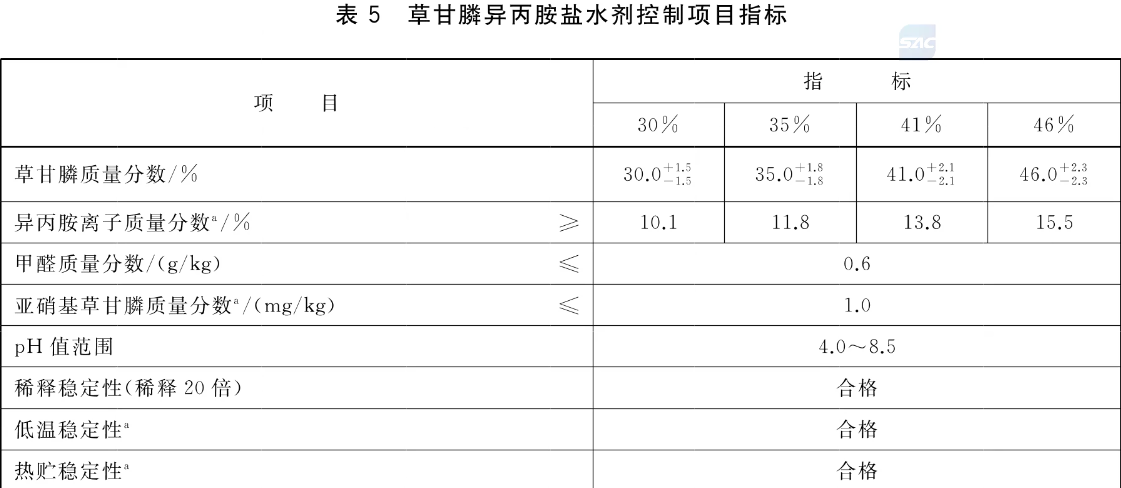 表 5 草甘膦异丙胺盐水剂控制项目指标
SAC
项 目
指 标
30% 35% 41% 46%
草甘膦质量分数/% 30.0+1.5−1.5 35.0+1.8−1.8 41.0+2.1−2.1 46.0+2.3−2.3
异丙胺离子质量分数a/% ≥ 10.1 11.8 13.8 15.5
甲醛质量分数/(g/kg) ≤ 0.6
亚硝基草甘膦质量分数a/(mg/kg) ≤ 1.0
pH 值范围 4.0～8.5
稀释稳定性(稀释 20 倍) 合格
低温稳定性a 合格
热贮稳定性a 合格